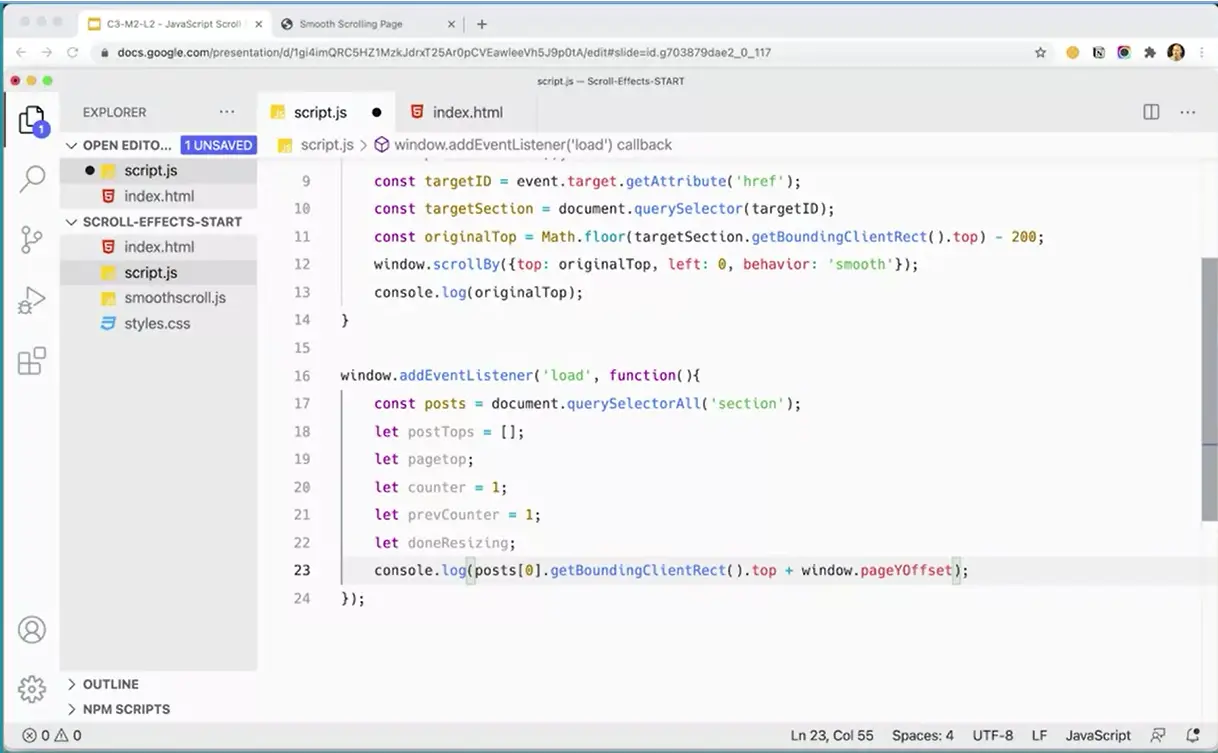 C3-M2-L2 - JavaScript Scroll
Smooth Scrolling Page
docs.google.com/presentation/d/1gi4imQRC5HZ1MzkJdrxT25Ar0pCVEawleeVh5J9p0tA/edit#slide=id.g703879dae2_0_117
script.js — Scroll-Effects-START
EXPLORER
script.js
index.html
1
OPEN EDITO...
1 UNSAVED
script.js > window.addEventListener('load') callback
script.js
index.html
SCROLL-EFFECTS-START
index.html
script.js
smoothscroll.js
styles.css
9 const targetID = event.target.getAttribute('href');
10 const targetSection = document.querySelector(targetID);
11 const originalTop = Math.floor(targetSection.getBoundingClientRect().top) - 200;
12 window.scrollBy({top: originalTop, left: 0, behavior: 'smooth'});
13 console.log(originalTop);
14 }
15
16 window.addEventListener('load', function(){
17 const posts = document.querySelectorAll('section');
18 let postTops = [];
19 let pagetop;
20 let counter = 1;
21 let prevCounter = 1;
22 let doneResizing;
23 console.log(posts[0].getBoundingClientRect().top + window.pageYOffset);
24 });
OUTLINE
NPM SCRIPTS
0 0
Ln 23, Col 55 Spaces: 4 UTF-8 LF JavaScript